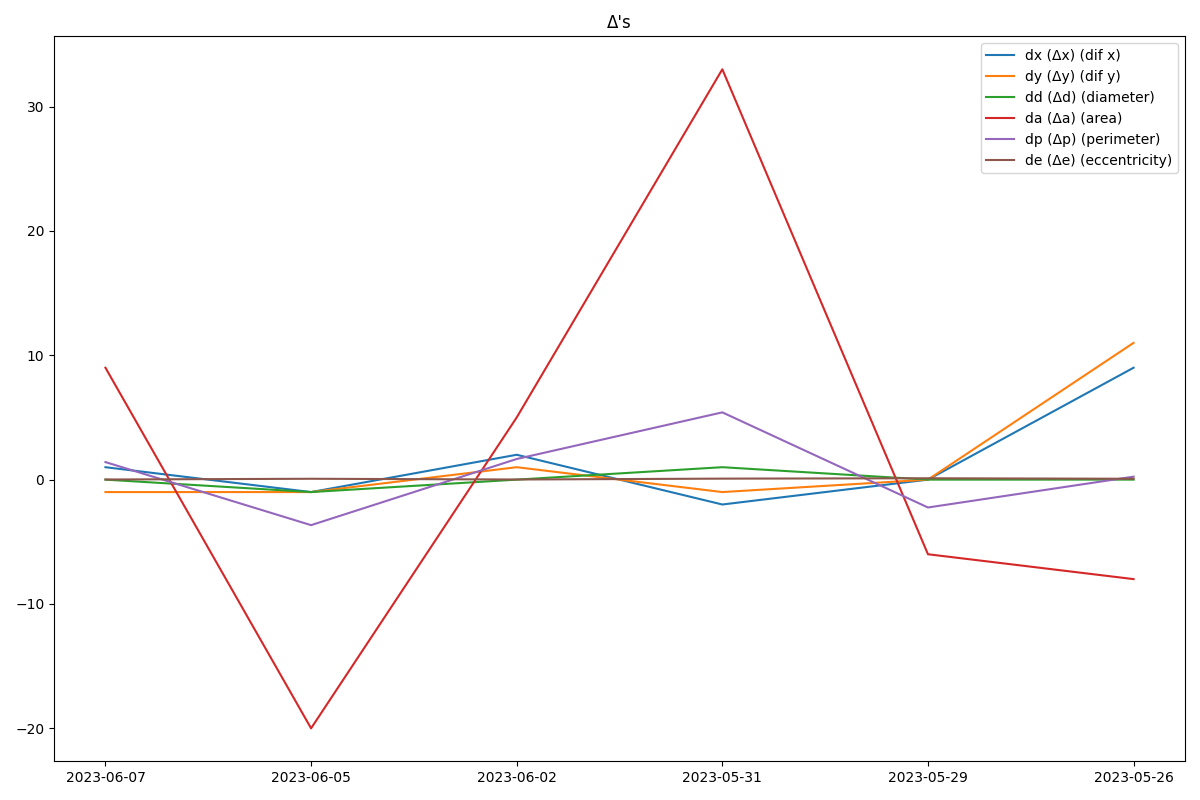 Δ's
dx (Δx) (dif x)
dy (Δy) (dif y)
dd (Δd) (diameter)
da (Δa) (area)
dp (Δp) (perimeter)
de (Δe) (eccentricity)
30
20
10
0
−10
−20
2023-06-07 2023-06-05 2023-06-02 2023-05-31 2023-05-29 2023-05-26